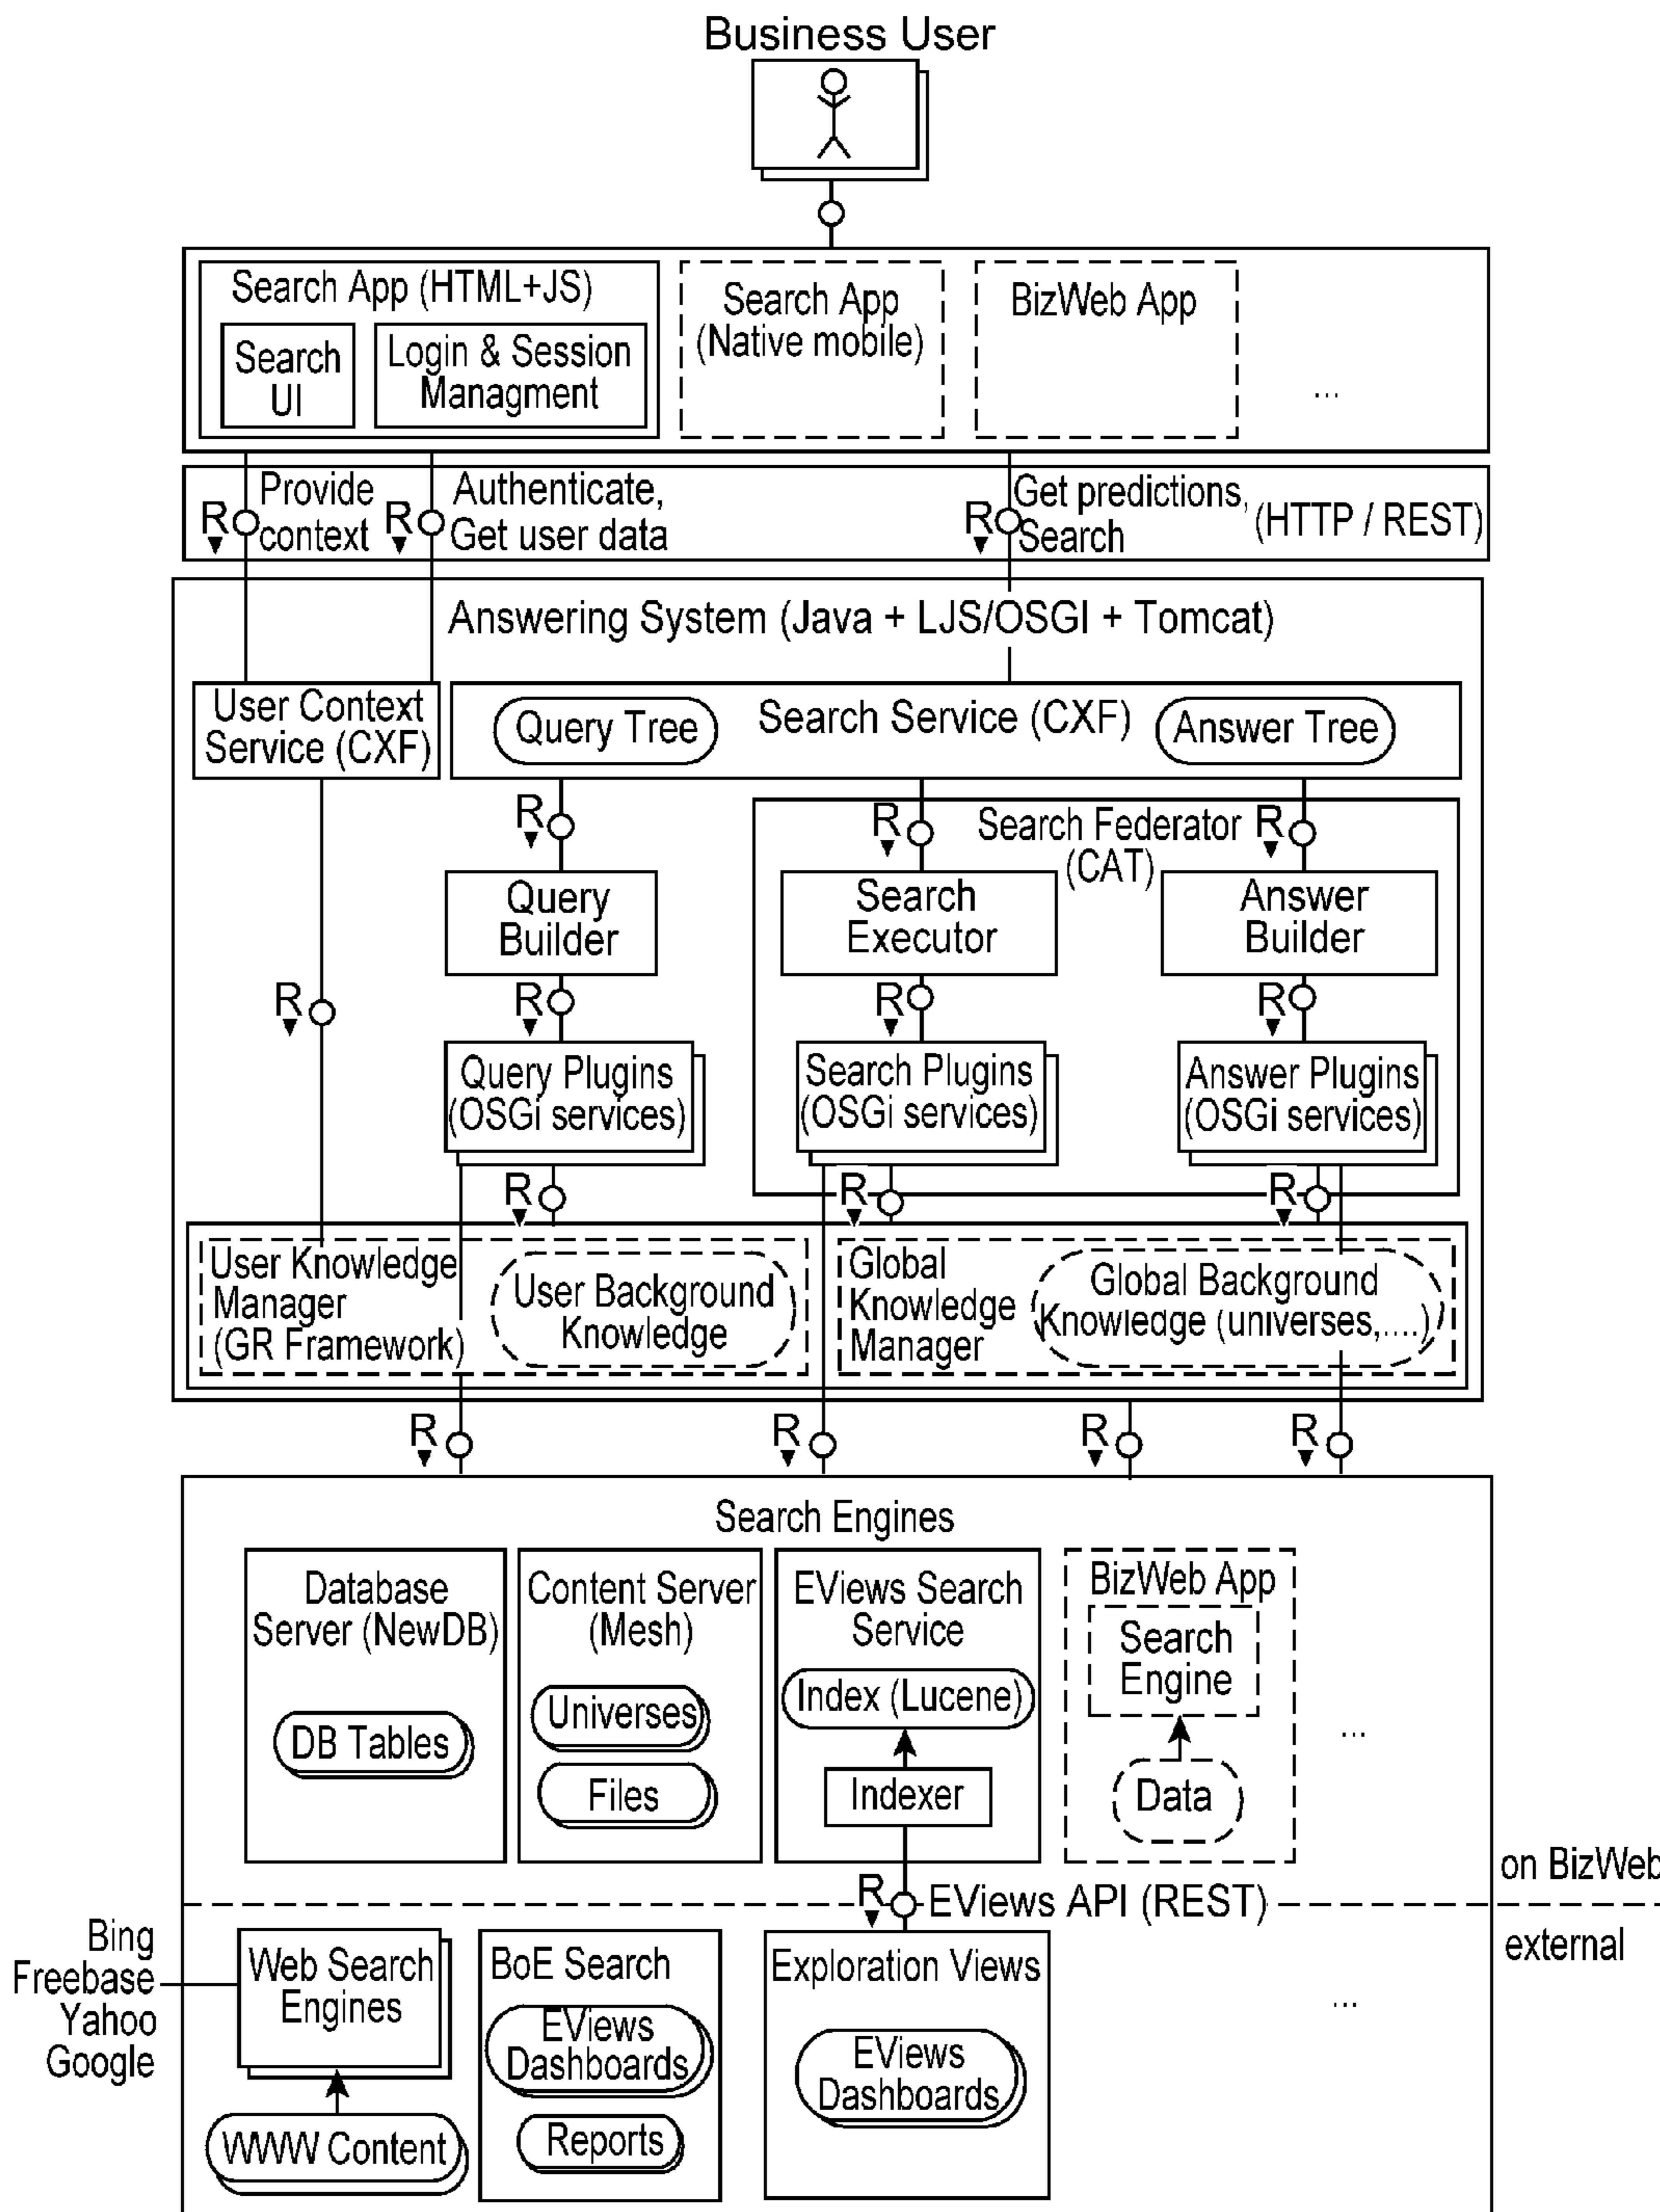 Business User
Search App (HTML+JS)
Search
UI
Login & Session
Managment
Search App
(Native mobile)
BizWeb App
...
R
Provide
context
R
Authenticate,
Get user data
R
Get predictions,
Search
(HTTP / REST)
Answering System (Java + LJS/OSGI + Tomcat)
User Context
Service (CXF)
Query Tree
Search Service (CXF)
Answer Tree
R
R
Search Federator
(CAT)
R
Query
Builder
Search
Executor
Answer
Builder
R
R
R
R
Query Plugins
(OSGi services)
Search Plugins
(OSGi services)
Answer Plugins
(OSGi services)
R
R
R
User Knowledge
Manager
(GR Framework)
User Background
Knowledge
Global
Knowledge
Manager
Global Background
Knowledge (universes,....)
R
R
R
R
Search Engines
Database
Server (NewDB)
DB Tables
Content Server
(Mesh)
Universes
Files
EViews Search
Service
Index (Lucene)
Indexer
BizWeb App
Search
Engine
Data
...
on BizWeb
R
EViews API (REST)
external
Bing
Freebase
Yahoo
Google
Web Search
Engines
WWW Content
BoE Search
EViews
Dashboards
Reports
Exploration Views
EViews
Dashboards
...